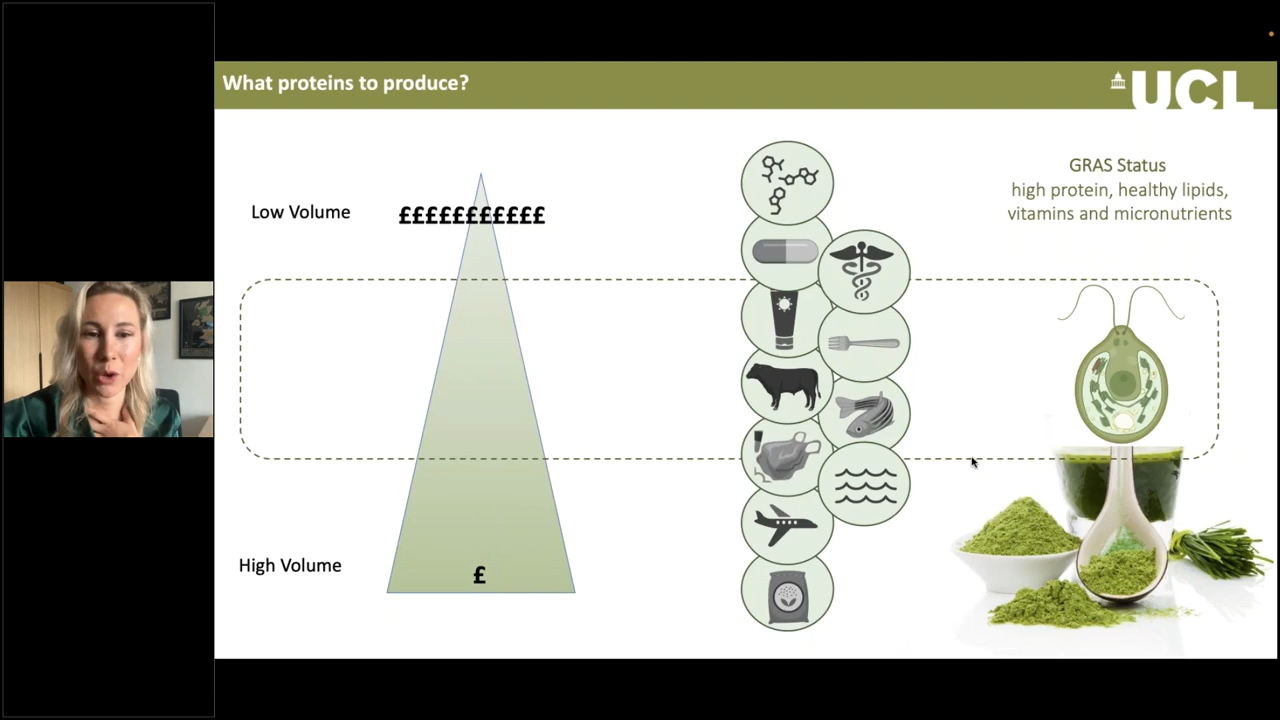 What proteins to produce?
UCL
GRAS Status
high protein, healthy lipids,
vitamins and micronutrients
Low Volume
£££££££££££
High Volume
£